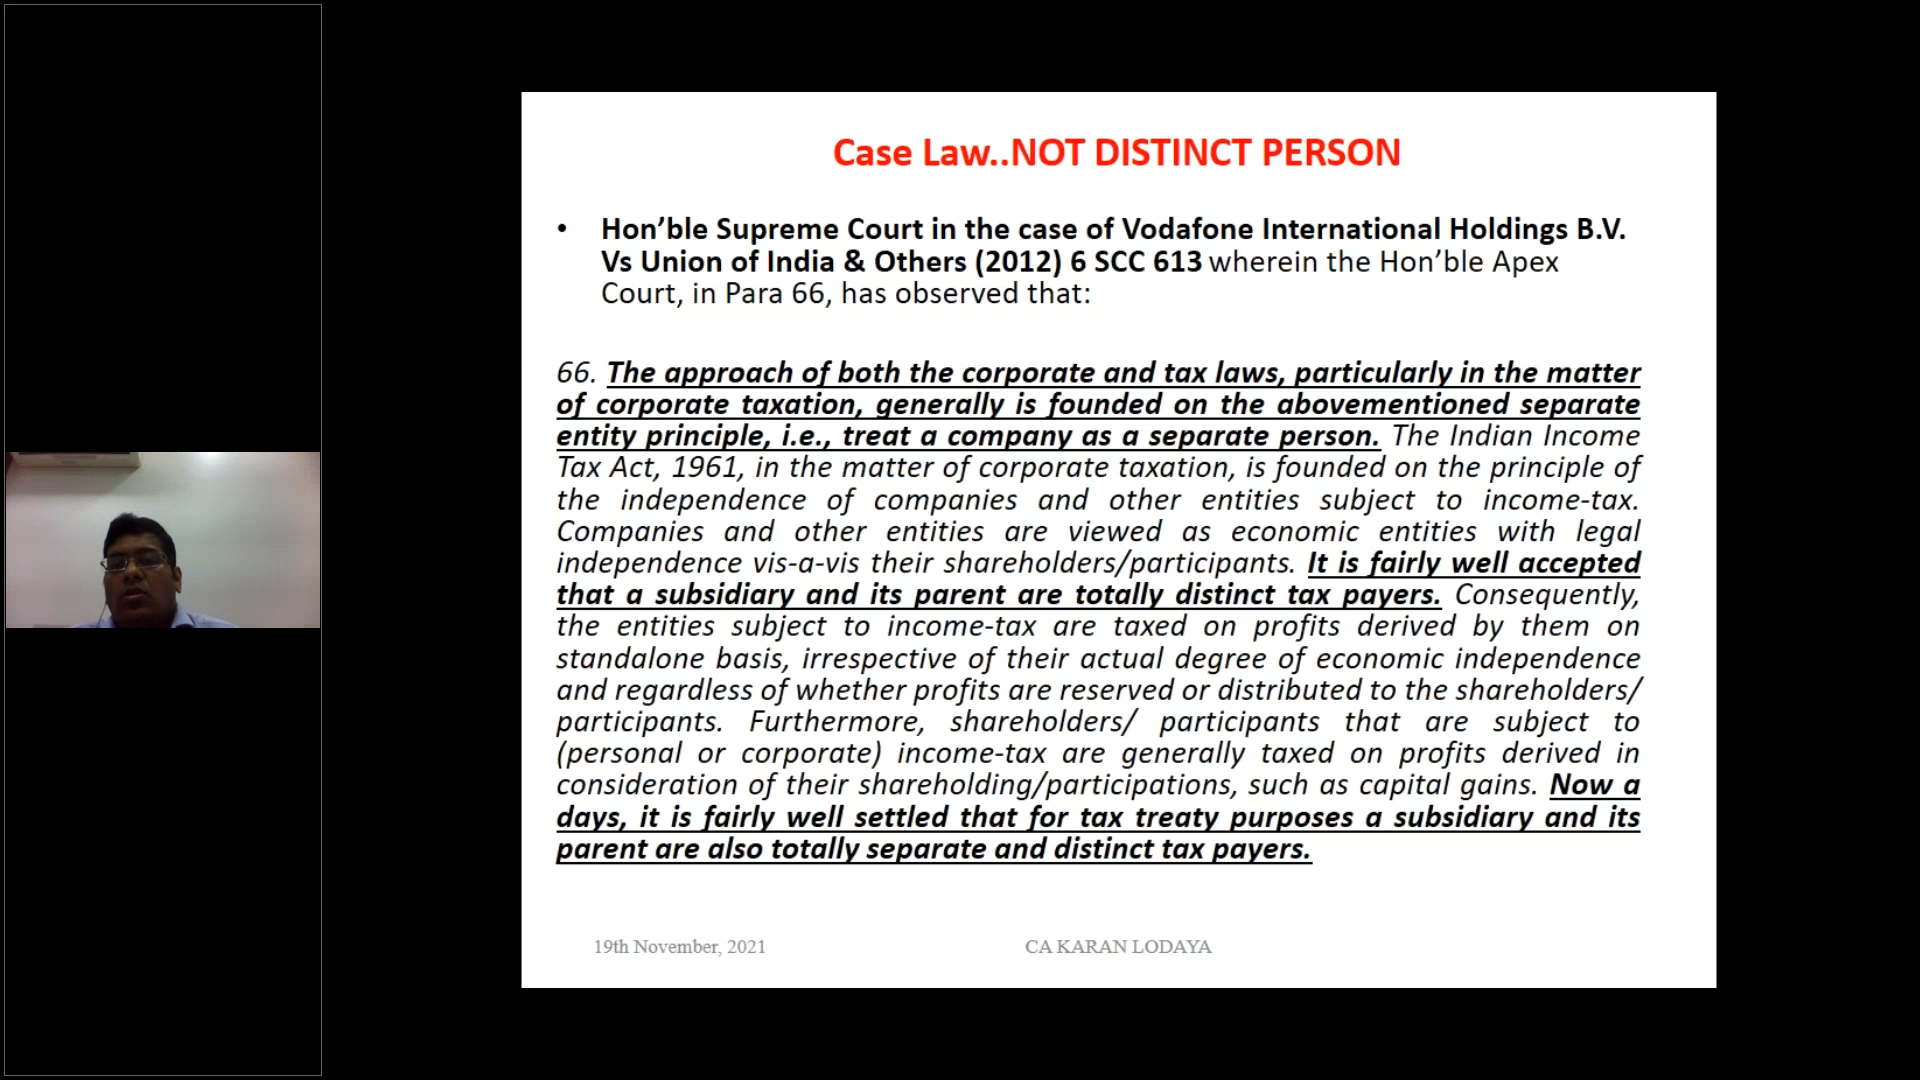 Case Law..NOT DISTINCT PERSON
• Hon’ble Supreme Court in the case of Vodafone International Holdings B.V.
Vs Union of India & Others (2012) 6 SCC 613 wherein the Hon’ble Apex
Court, in Para 66, has observed that:
66. The approach of both the corporate and tax laws, particularly in the matter
of corporate taxation, generally is founded on the abovementioned separate
entity principle, i.e., treat a company as a separate person. The Indian Income
Tax Act, 1961, in the matter of corporate taxation, is founded on the principle of
the independence of companies and other entities subject to income-tax.
Companies and other entities are viewed as economic entities with legal
independence vis-a-vis their shareholders/participants. It is fairly well accepted
that a subsidiary and its parent are totally distinct tax payers. Consequently,
the entities subject to income-tax are taxed on profits derived by them on
standalone basis, irrespective of their actual degree of economic independence
and regardless of whether profits are reserved or distributed to the shareholders/
participants. Furthermore, shareholders/ participants that are subject to
(personal or corporate) income-tax are generally taxed on profits derived in
consideration of their shareholding/participations, such as capital gains. Now a
days, it is fairly well settled that for tax treaty purposes a subsidiary and its
parent are also totally separate and distinct tax payers.
19th November, 2021
CA KARAN LODAYA